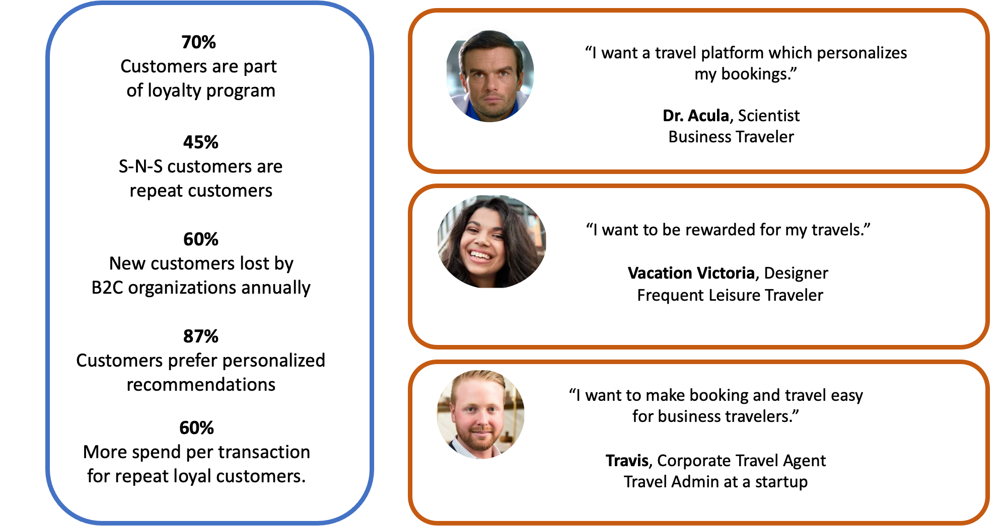 70%
Customers are part
of loyalty program
45%
S-N-S customers are
repeat customers
60%
New customers lost by
B2C organizations annually
87%
Customers prefer personalized
recommendations
60%
More spend per transaction
for repeat loyal customers.
“I want a travel platform which personalizes
my bookings.”
Dr. Acula, Scientist
Business Traveler
“I want to be rewarded for my travels.”
Vacation Victoria, Designer
Frequent Leisure Traveler
“I want to make booking and travel easy
for business travelers.”
Travis, Corporate Travel Agent
Travel Admin at a startup